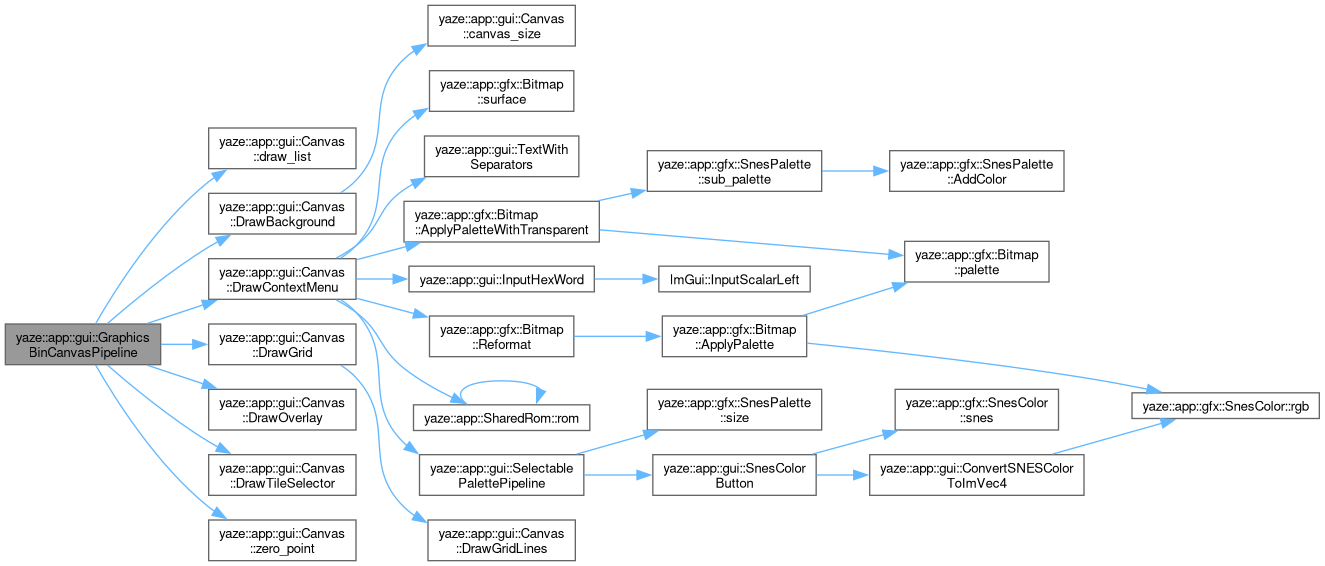 yaze::app::gui::Graphics
BinCanvasPipeline
yaze::app::gui::Canvas
::draw_list
yaze::app::gui::Canvas
::DrawBackground
yaze::app::gui::Canvas
::DrawContextMenu
yaze::app::gui::Canvas
::DrawGrid
yaze::app::gui::Canvas
::DrawOverlay
yaze::app::gui::Canvas
::DrawTileSelector
yaze::app::gui::Canvas
::zero_point
yaze::app::gui::Canvas
::canvas_size
yaze::app::gfx::Bitmap
::surface
yaze::app::gui::TextWith
Separators
yaze::app::gfx::Bitmap
::ApplyPaletteWithTransparent
yaze::app::gui::InputHexWord
yaze::app::gfx::Bitmap
::Reformat
yaze::app::SharedRom::rom
yaze::app::gui::Selectable
PalettePipeline
yaze::app::gui::Canvas
::DrawGridLines
yaze::app::gfx::SnesPalette
::sub_palette
ImGui::InputScalarLeft
yaze::app::gfx::Bitmap
::ApplyPalette
yaze::app::gfx::SnesPalette
::size
yaze::app::gui::SnesColor
Button
yaze::app::gfx::SnesPalette
::AddColor
yaze::app::gfx::Bitmap
::palette
yaze::app::gfx::SnesColor
::snes
yaze::app::gui::ConvertSNESColor
ToImVec4
yaze::app::gfx::SnesColor::rgb